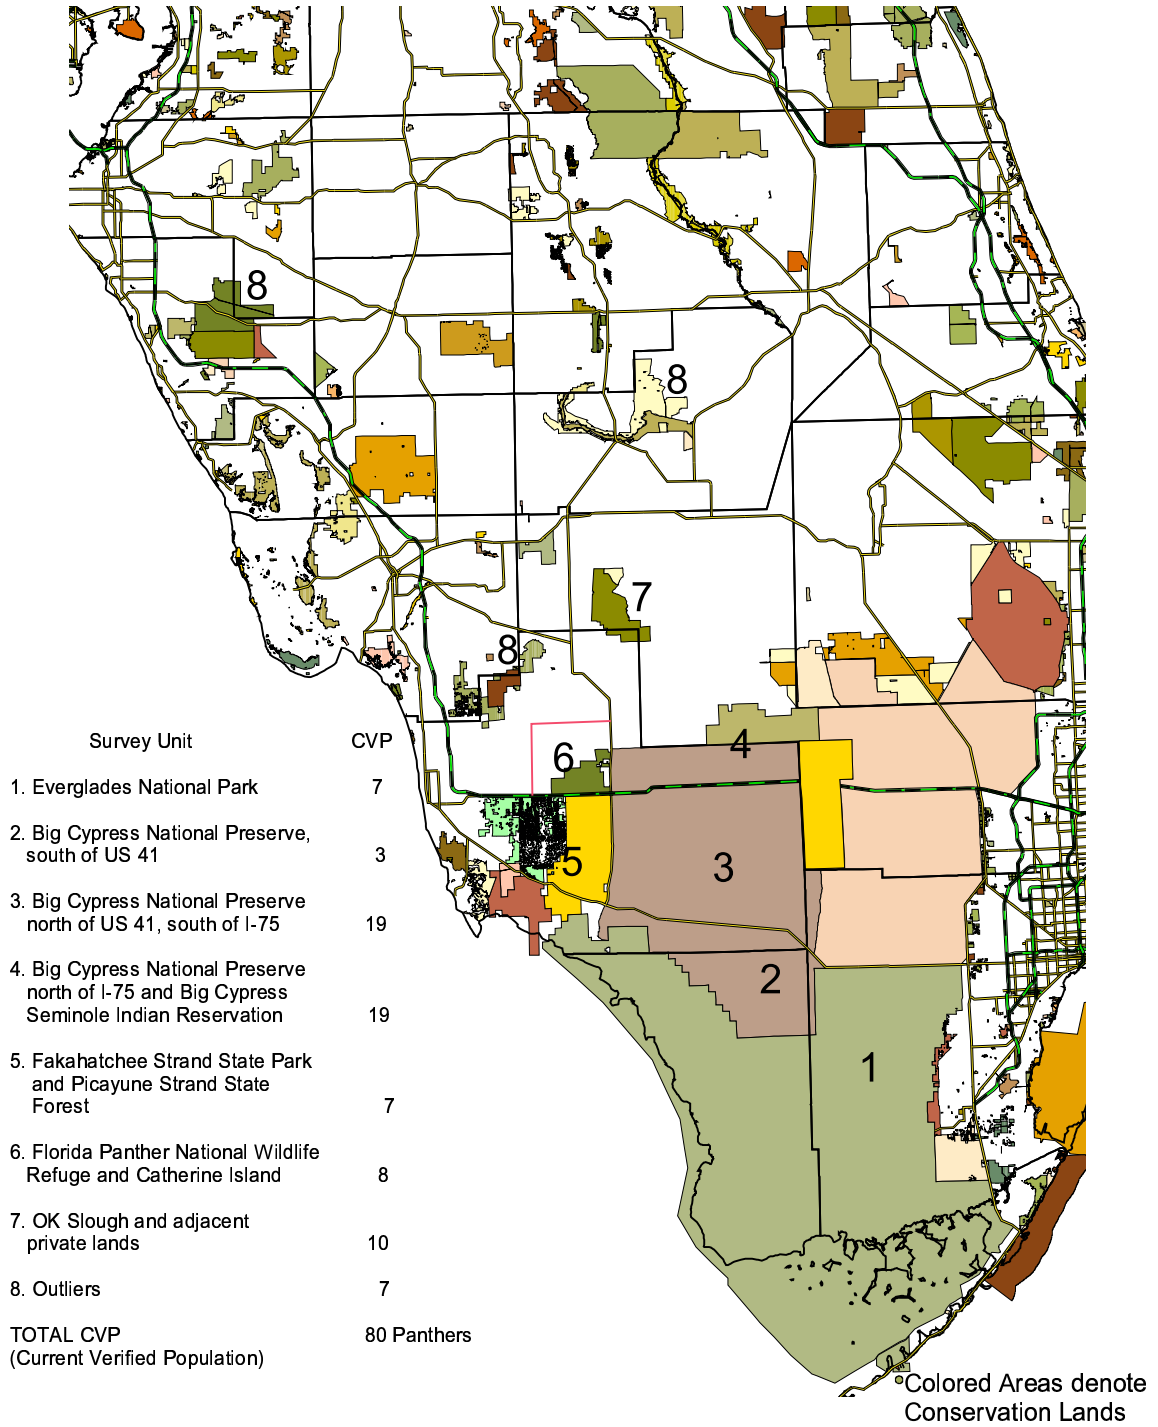 8
8
7
8
Survey Unit CVP
6
4
1. Everglades National Park 7
2. Big Cypress National Preserve,
south of US 41 3
5
3
3. Big Cypress National Preserve
north of US 41, south of I-75 19
4. Big Cypress National Preserve
north of I-75 and Big Cypress
Seminole Indian Reservation 19
2
5. Fakahatchee Strand State Park
and Picayune Strand State
Forest 7
1
6. Florida Panther National Wildlife
Refuge and Catherine Island 8
7. OK Slough and adjacent
private lands 10
8. Outliers 7
TOTAL CVP 80 Panthers
(Current Verified Population)
Colored Areas denote
Conservation Lands